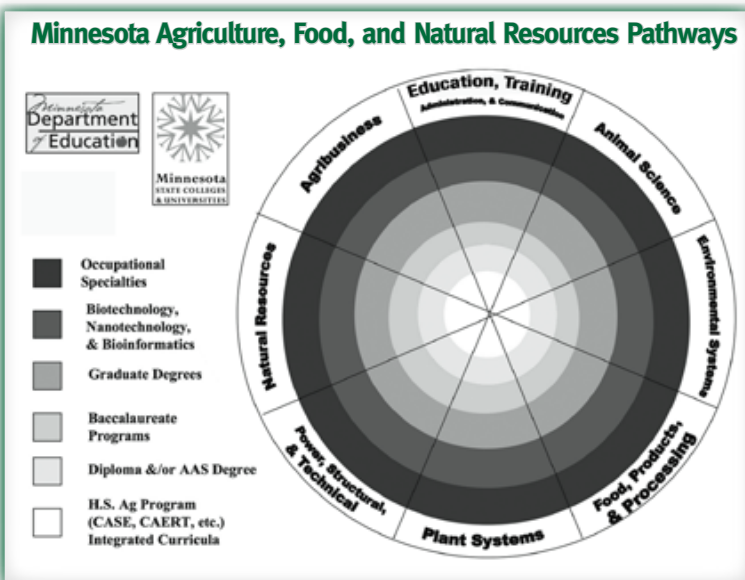 Minnesota Agriculture, Food, and Natural Resources Pathways
Minnesota
Department
of Education
Minnesota
STATE COLLEGES
& UNIVERSITIES
Occupational
Specialties
Biotechnology,
Nanotechnology,
& Bioinformatics
Graduate Degrees
Baccalaureate
Programs
Diploma &/or AAS Degree
H.S. Ag Program
(CASE, CAERT, etc.)
Integrated Curricula
Education, Training
Administration, & Communication
Animal Science
Environmental Systems
Food, Products,
& Processing
Plant Systems
Power, Structural,
& Technical
Natural Resources
Agribusiness